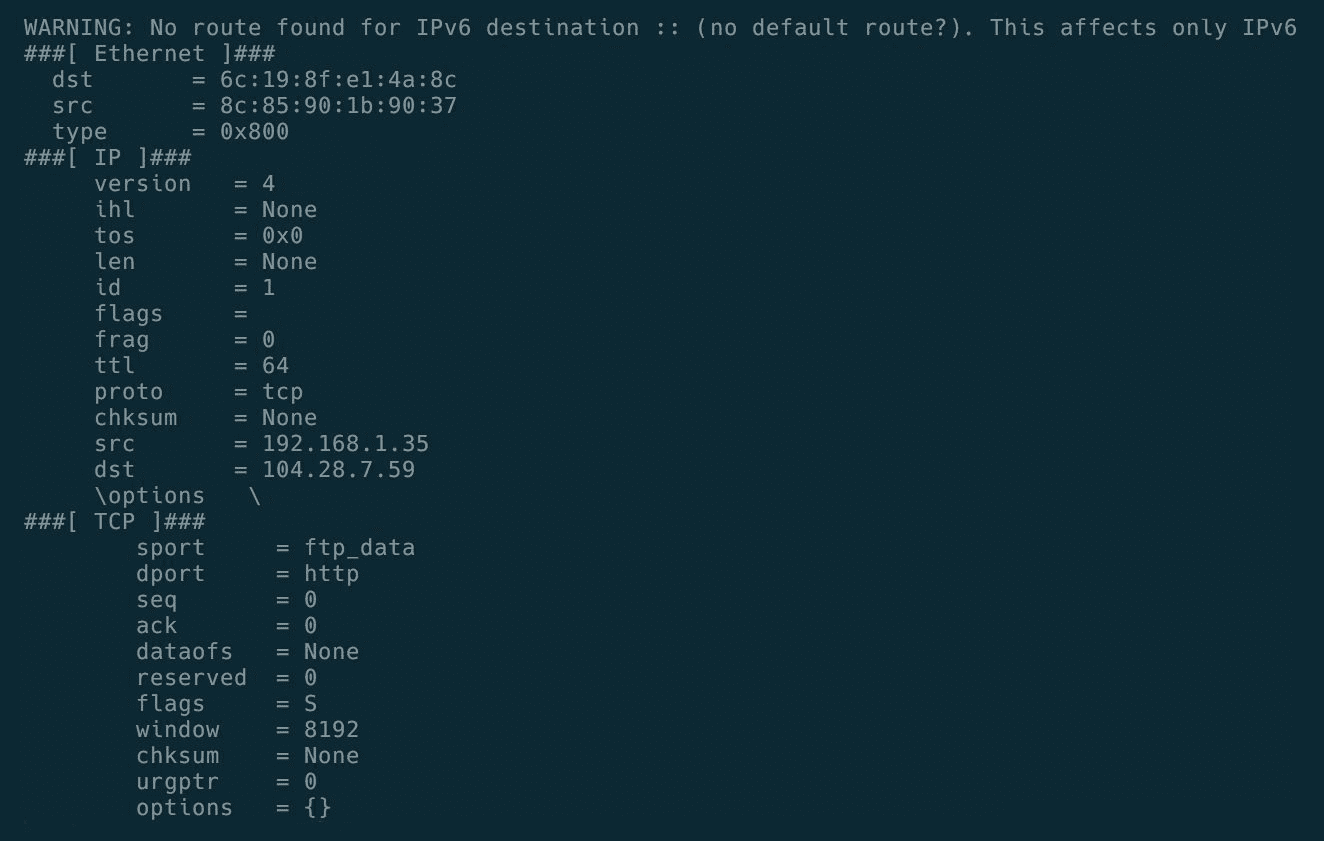 WARNING: No route found for IPv6 destination :: (no default route?). This affects only IPv6
###[ Ethernet ]###
  dst       = 6c:19:8f:e1:4a:8c
  src       = 8c:85:90:1b:90:37
  type      = 0x800
###[ IP ]###
     version   = 4
     ihl       = None
     tos       = 0x0
     len       = None
     id        = 1
     flags     =
     frag      = 0
     ttl       = 64
     proto     = tcp
     chksum    = None
     src       = 192.168.1.35
     dst       = 104.28.7.59
     \options   \
###[ TCP ]###
        sport     = ftp_data
        dport     = http
        seq       = 0
        ack       = 0
        dataofs   = None
        reserved  = 0
        flags     = S
        window    = 8192
        chksum    = None
        urgptr    = 0
        options   = {}